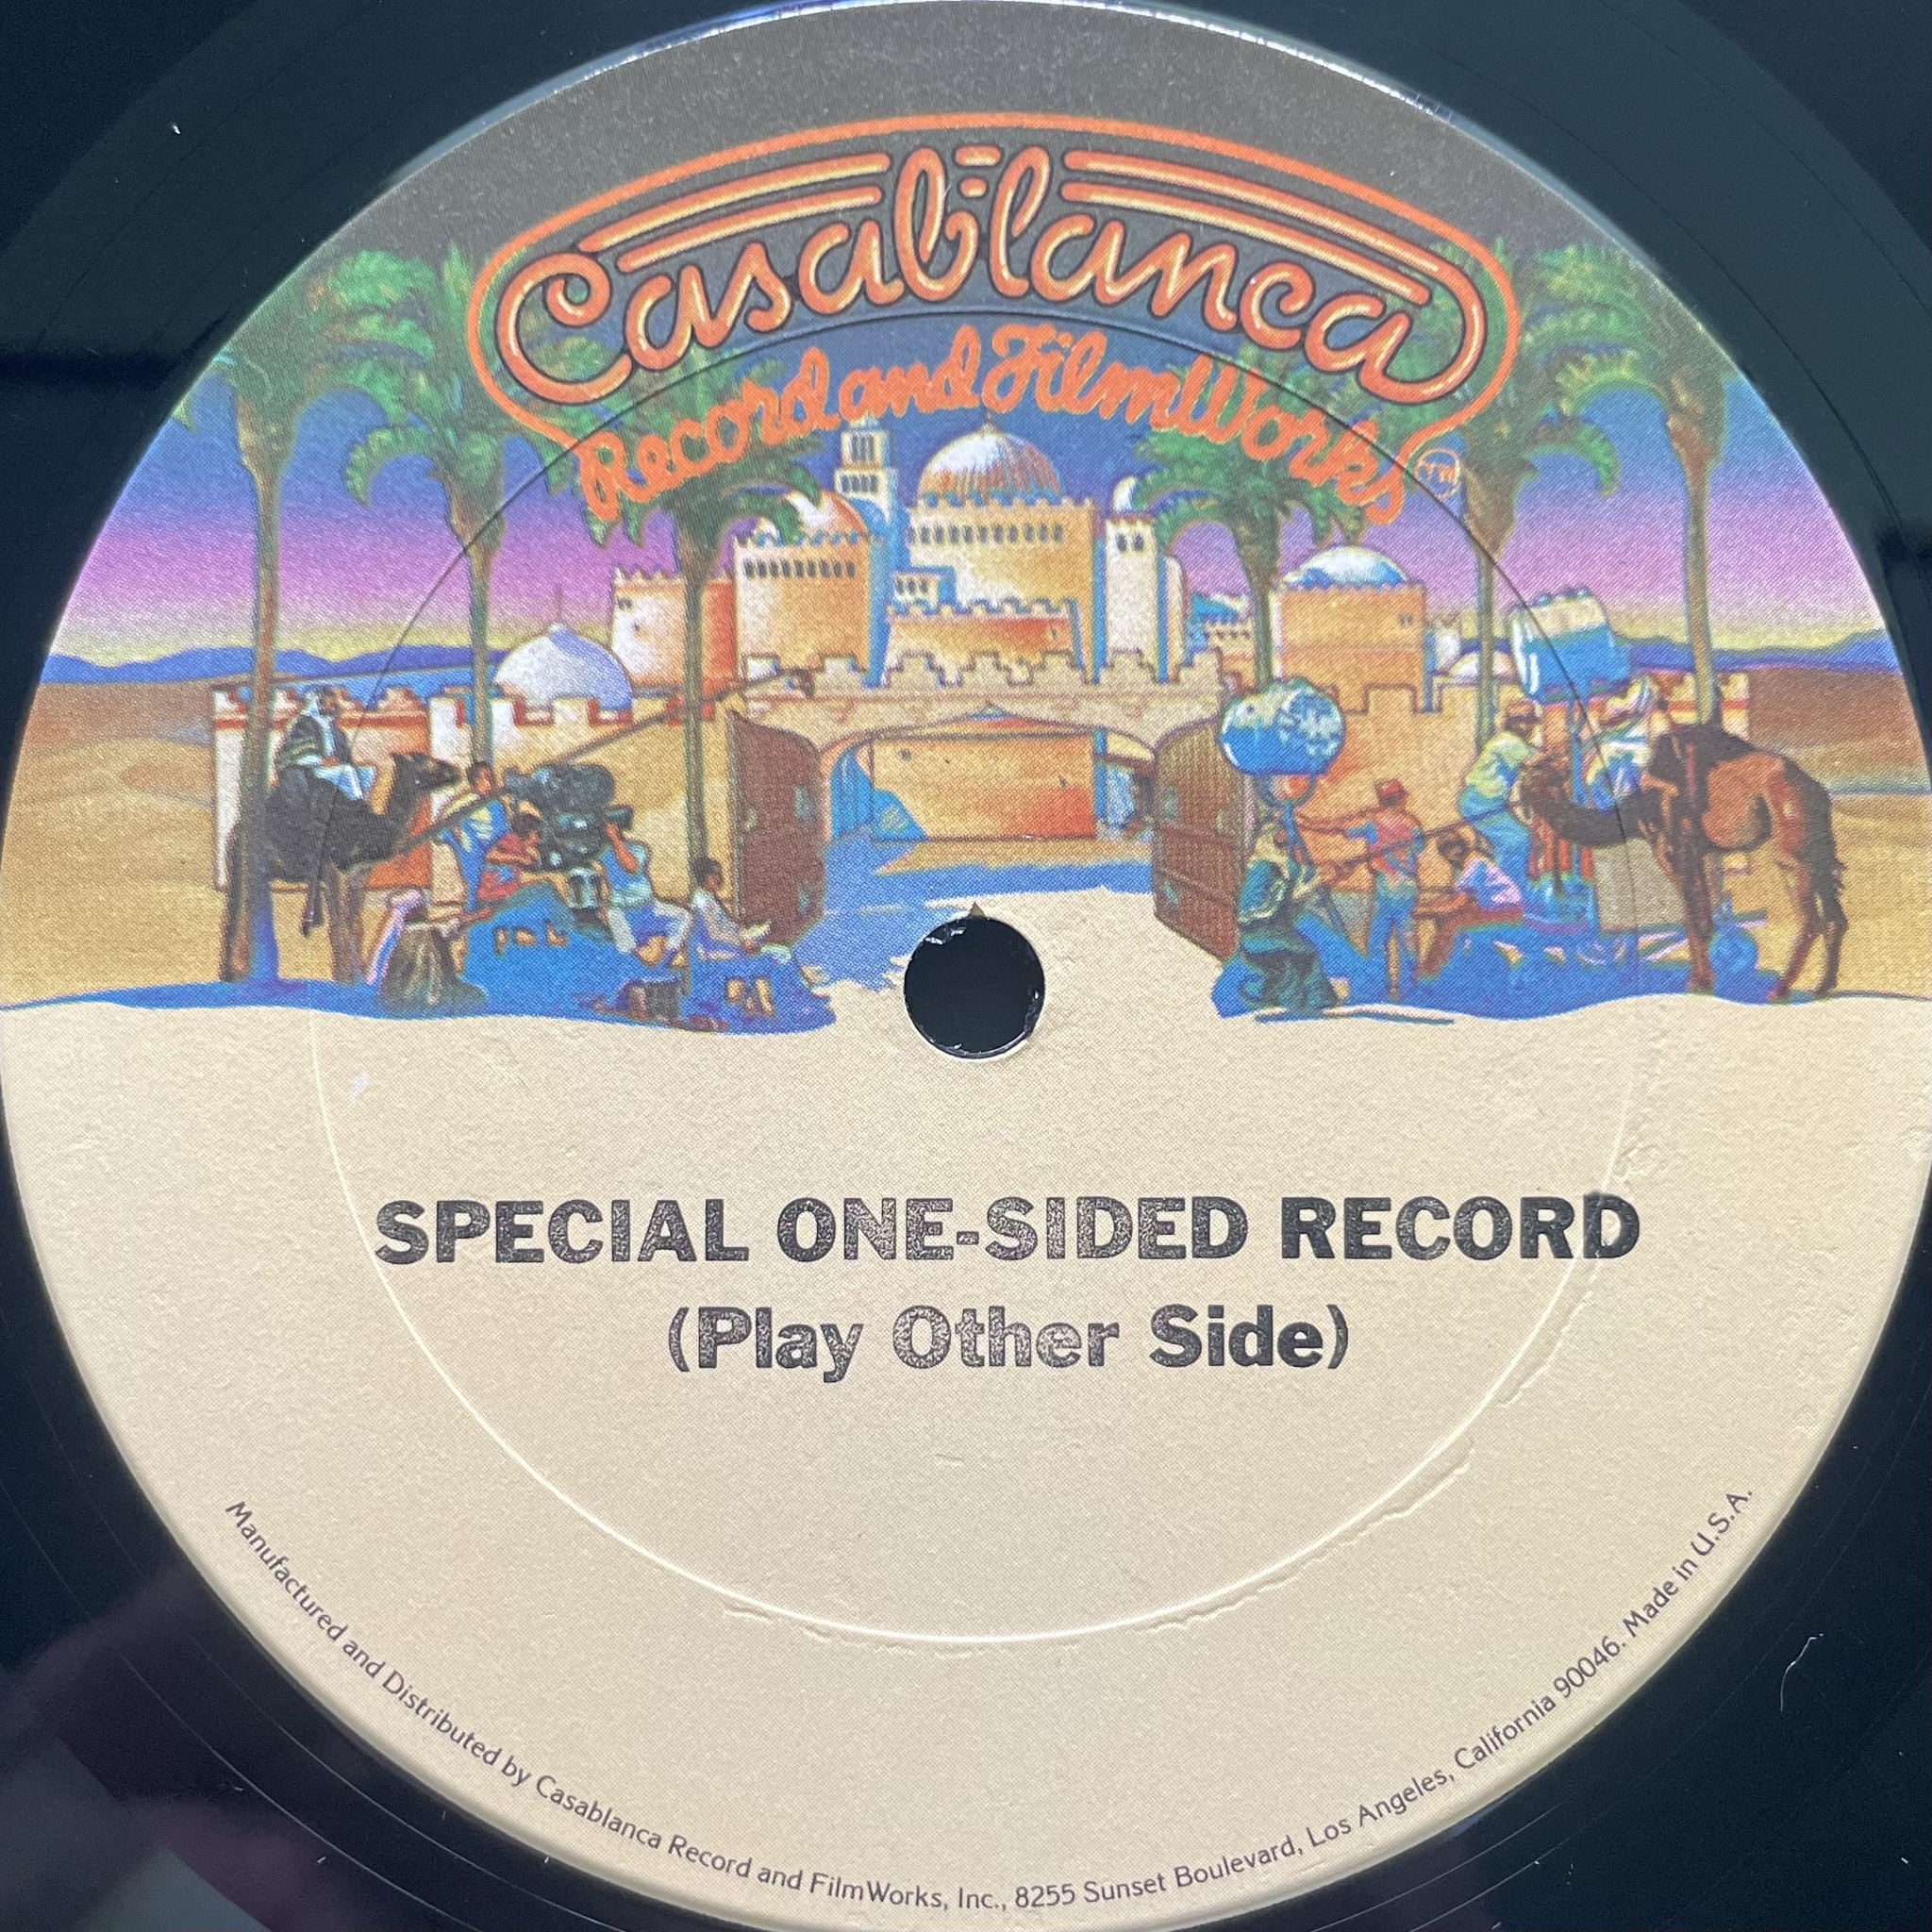 Casablanca
Record and FilmWorks
TM
SPECIAL ONE-SIDED RECORD
(Play Other Side)
Manufactured and Distributed by Casablanca Record and FilmWorks, Inc., 8255 Sunset Boulevard, Los Angeles, California 90046. Made in U.S.A.